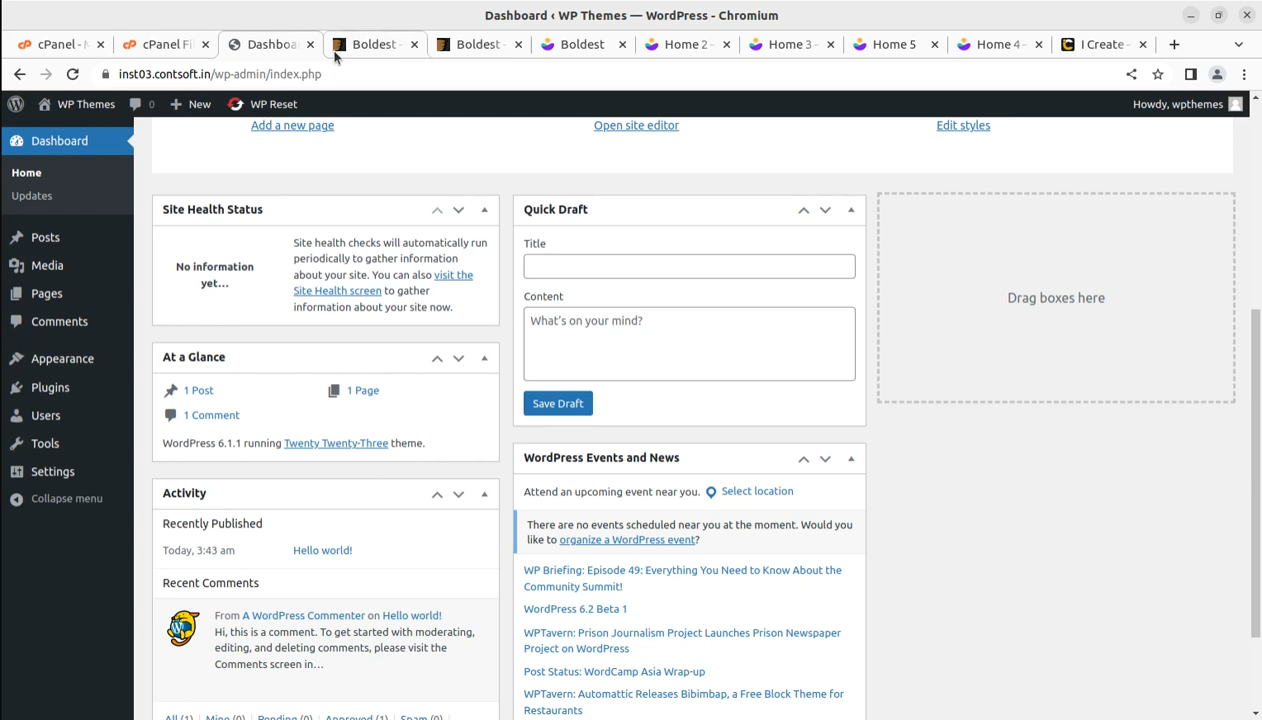 Dashboard ‹ WP Themes — WordPress - Chromium
cPanel - M
cPanel Fi
Dashboa
Boldest -
Boldest -
Boldest
Home 2 -
Home 3 -
Home 5
Home 4 -
I Create -
inst03.contsoft.in/wp-admin/index.php
WP Themes
0
New
WP Reset
Howdy, wpthemes
Dashboard
Home
Updates
Posts
Media
Pages
Comments
Appearance
Plugins
Users
Tools
Settings
Collapse menu
Add a new page
Open site editor
Edit styles
Site Health Status
No information
yet...
Site health checks will automatically run
periodically to gather information
about your site. You can also visit the
Site Health screen to gather
information about your site now.
At a Glance
1 Post
1 Page
1 Comment
WordPress 6.1.1 running Twenty Twenty-Three theme.
Activity
Recently Published
Today, 3:43 am
Hello world!
Recent Comments
From A WordPress Commenter on Hello world!
Hi, this is a comment. To get started with moderating,
editing, and deleting comments, please visit the
Comments screen in…
All (1)
Mine (0)
Pending (0)
Approved (1)
Spam (0)
Quick Draft
Title
Content
What's on your mind?
Save Draft
WordPress Events and News
Attend an upcoming event near you.
Select location
There are no events scheduled near you at the moment. Would you
like to organize a WordPress event?
WP Briefing: Episode 49: Everything You Need to Know About the
Community Summit!
WordPress 6.2 Beta 1
WPTavern: Prison Journalism Project Launches Prison Newspaper
Project on WordPress
Post Status: WordCamp Asia Wrap-up
WPTavern: Automattic Releases Bibimbap, a Free Block Theme for
Restaurants
Drag boxes here